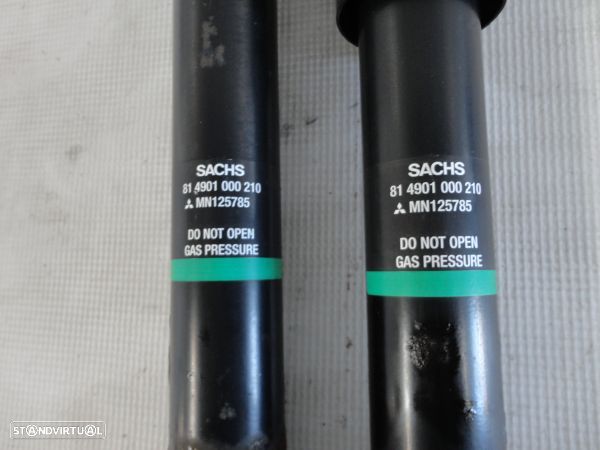 SACHS
81 4901 000 210
MN125785
DO NOT OPEN
GAS PRESSURE
SACHS
81 4901 000 210
MN125785
DO NOT OPEN
GAS PRESSURE
STANDVIRTUAL